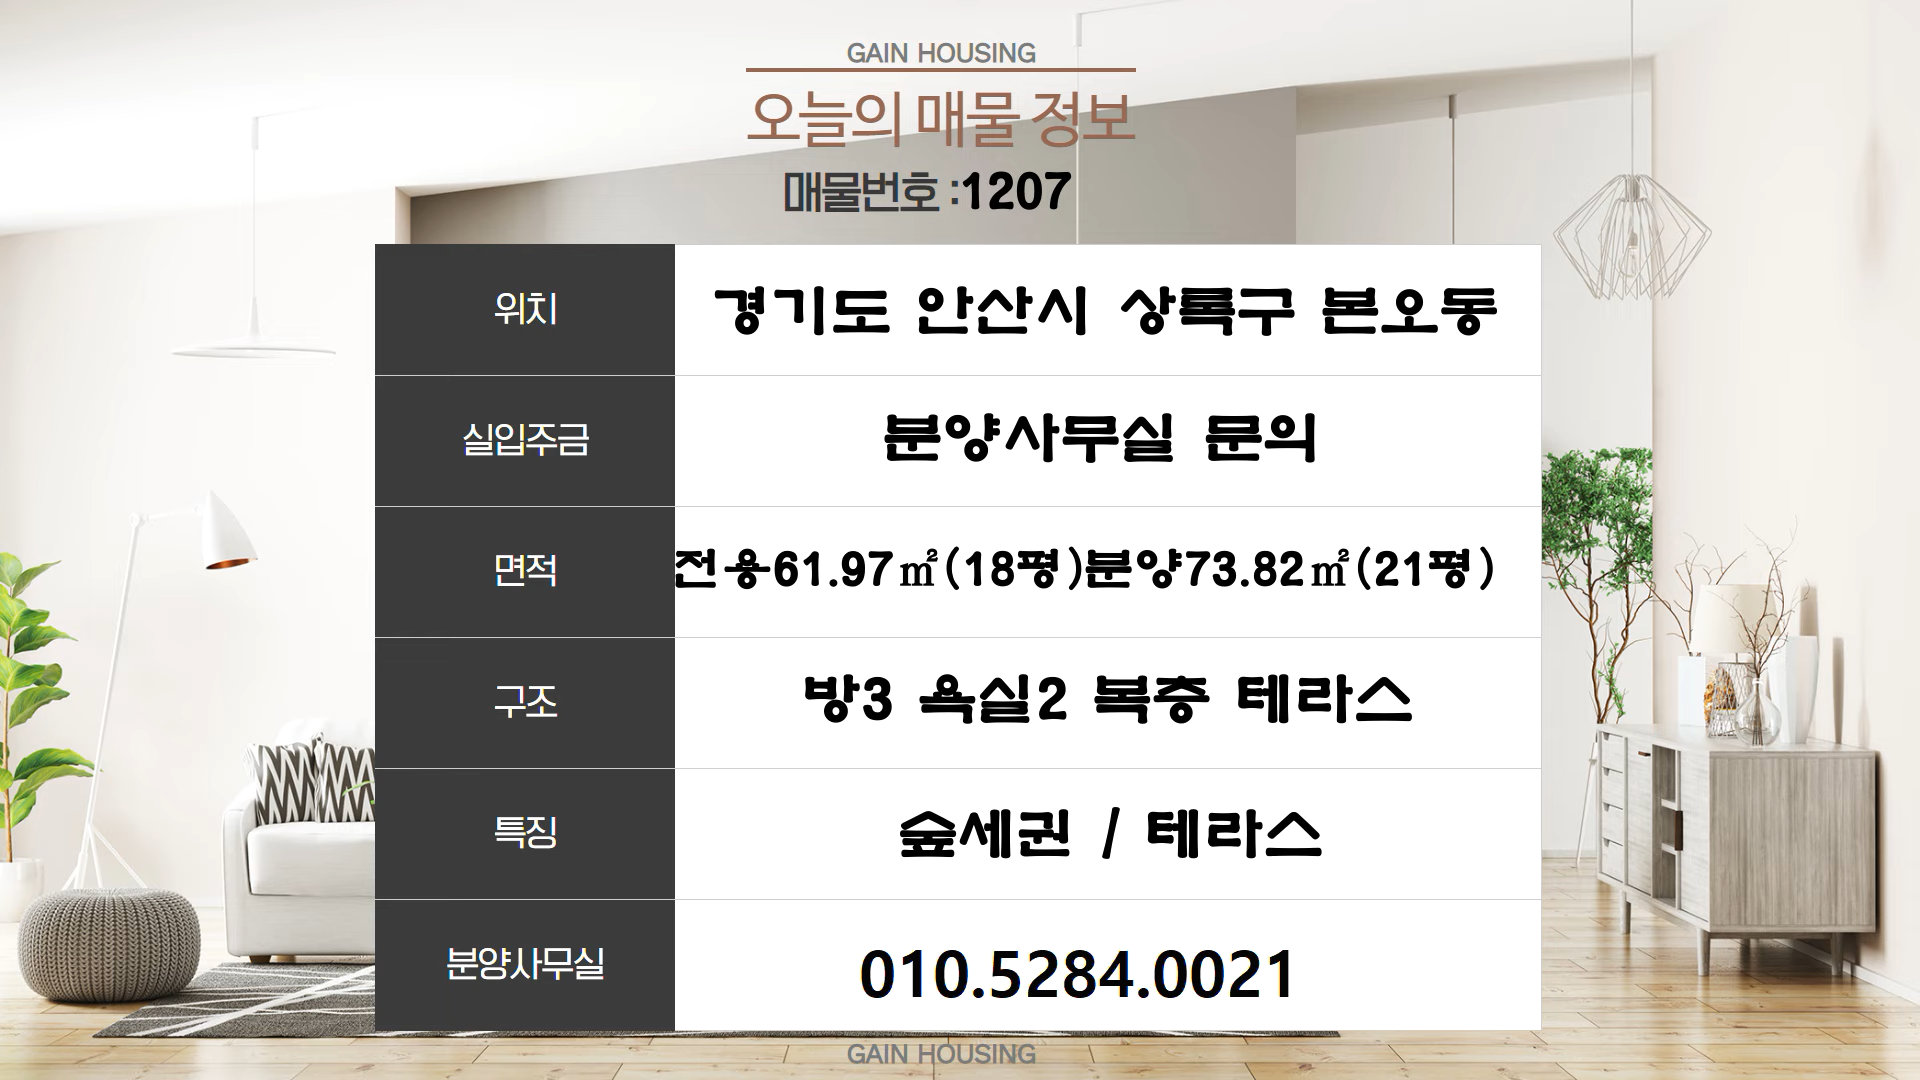 GAIN HOUSING
오늘의 매물 정보
매물번호 :1207
위치 경기도 안산시 상록구 본오동
실입주금 분양사무실 문의
면적 전용61.97㎡(18평)분양73.82㎡(21평)
구조 방3 욕실2 복층 테라스
특징 숲세권 / 테라스
분양사무실 010.5284.0021
GAIN HOUSING